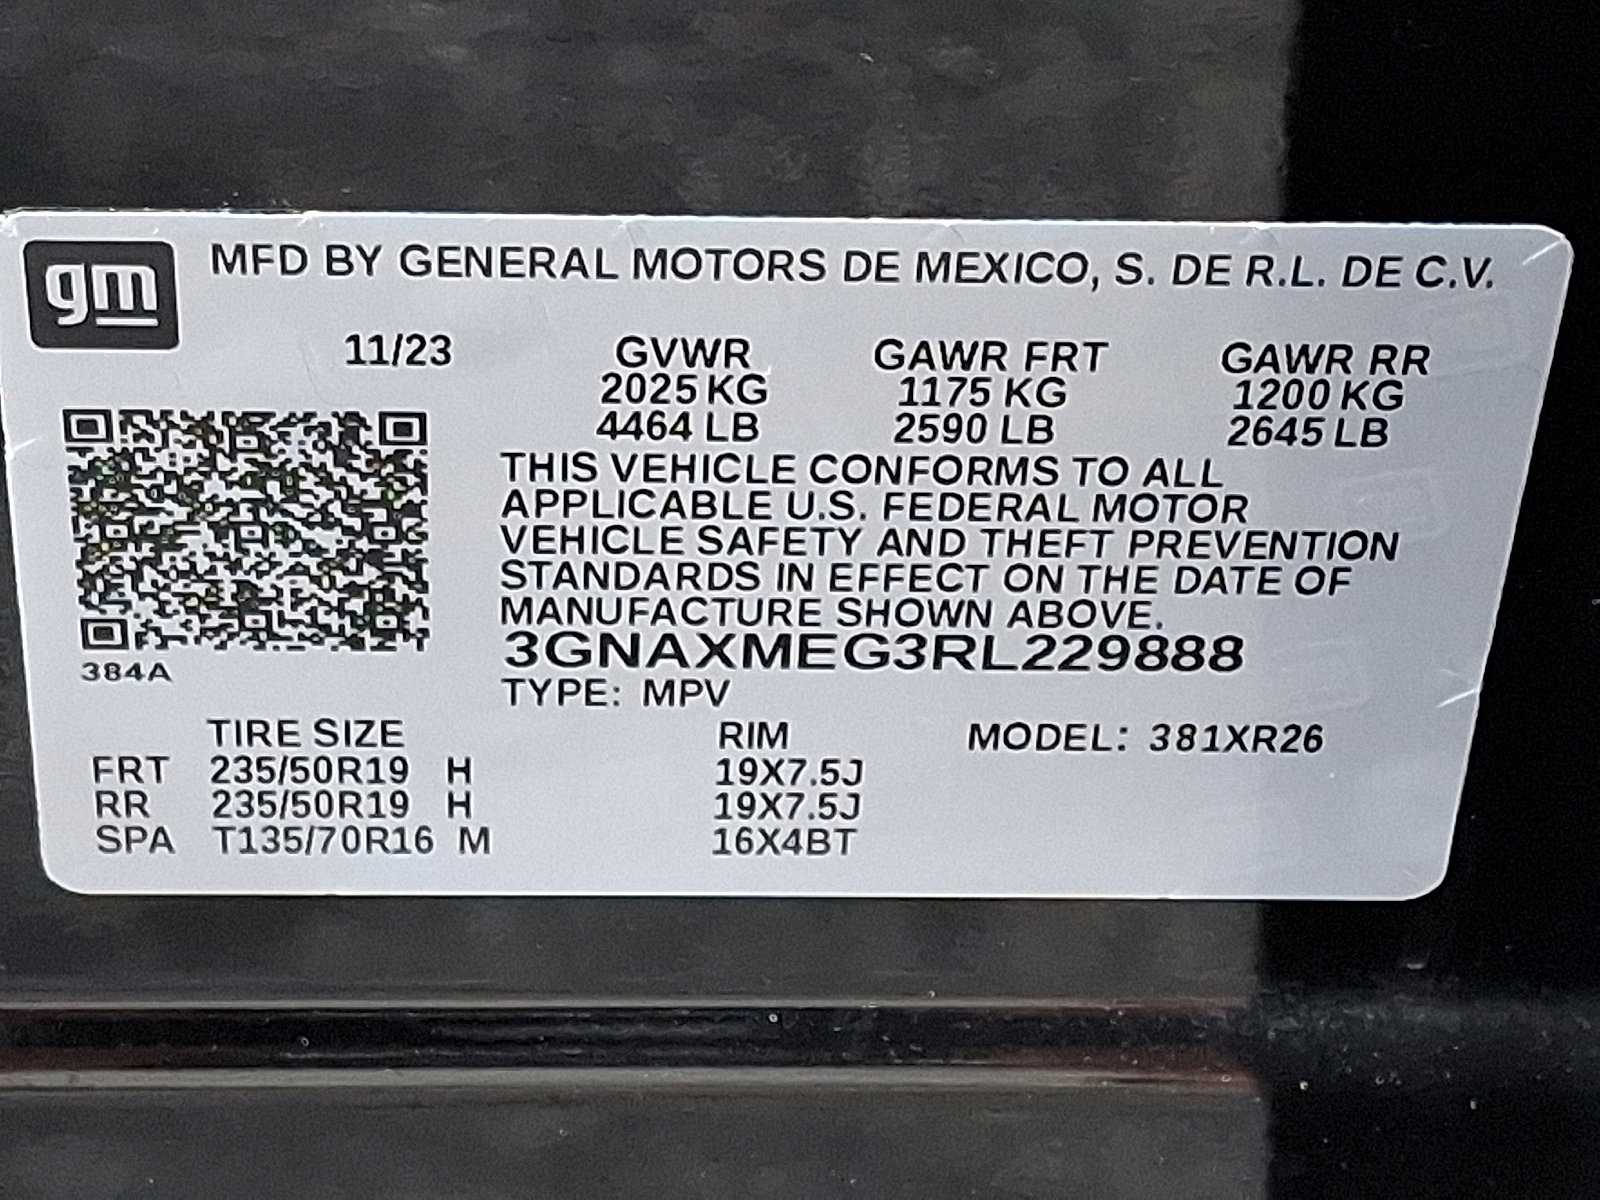 gm
MFD BY GENERAL MOTORS DE MEXICO, S. DE R.L. DE C.V.
11/23 GVWR GAWR FRT GAWR RR
2025 KG 1175 KG 1200 KG
4464 LB 2590 LB 2645 LB
THIS VEHICLE CONFORMS TO ALL
APPLICABLE U.S. FEDERAL MOTOR
VEHICLE SAFETY AND THEFT PREVENTION
STANDARDS IN EFFECT ON THE DATE OF
MANUFACTURE SHOWN ABOVE.
3GNAXMEG3RL229888
384A
TYPE: MPV
TIRE SIZE RIM MODEL: 381XR26
FRT 235/50R19 H 19X7.5J
RR 235/50R19 H 19X7.5J
SPA T135/70R16 M 16X4BT